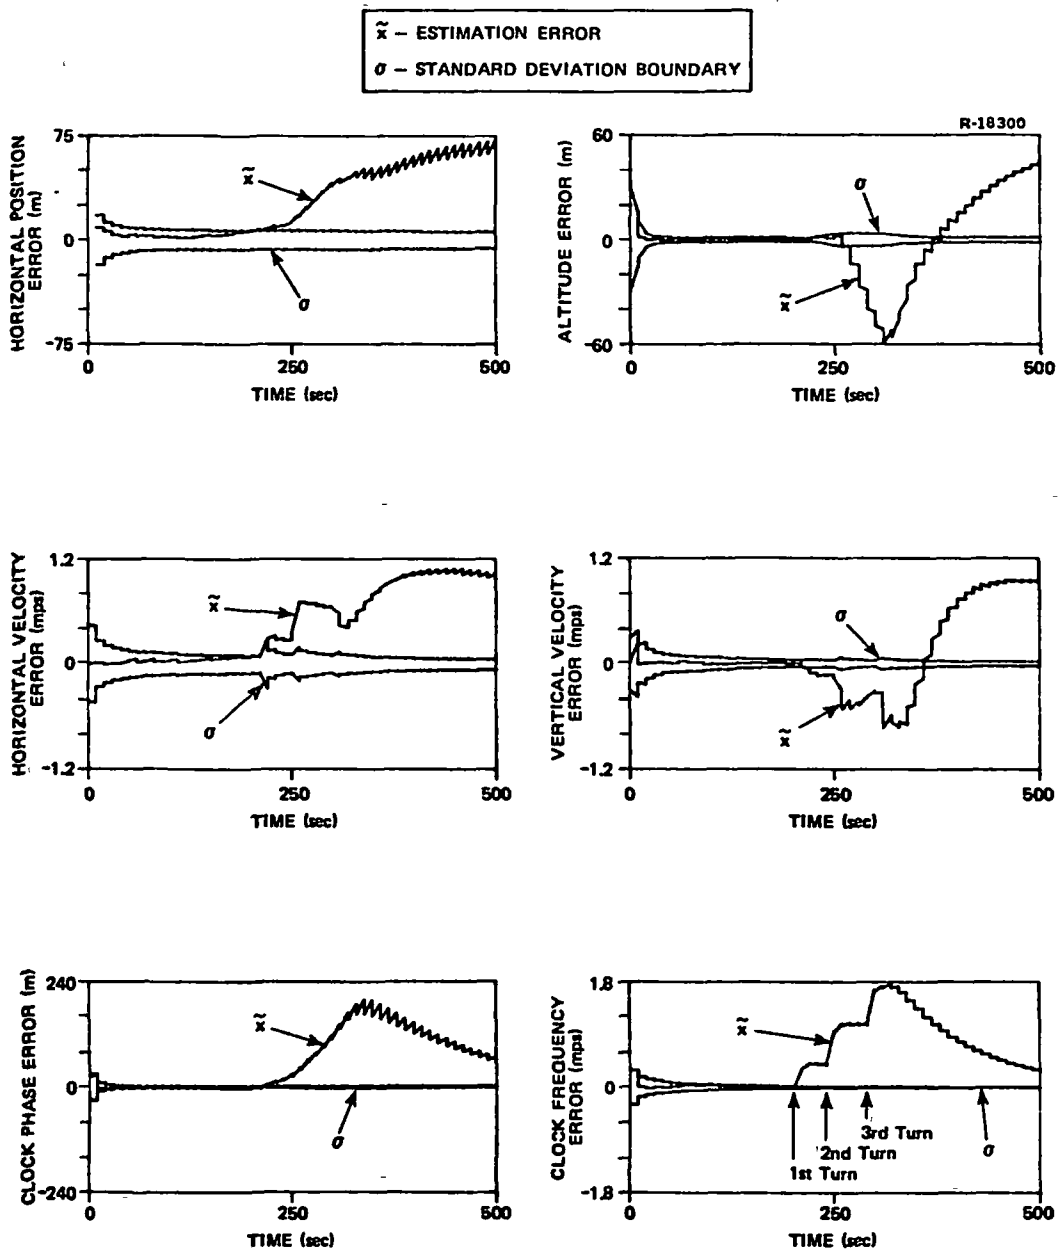 x̃ – ESTIMATION ERROR
σ – STANDARD DEVIATION BOUNDARY
R-18300
HORIZONTAL POSITION
ERROR (m)
75
0
-75
x̃
σ
0
250
500
TIME (sec)
ALTITUDE ERROR (m)
60
0
-60
σ
x̃
0
250
500
TIME (sec)
HORIZONTAL VELOCITY
ERROR (mps)
1.2
0
-1.2
x̃
σ
0
250
500
TIME (sec)
VERTICAL VELOCITY
ERROR (mps)
1.2
0
-1.2
σ
x̃
0
250
500
TIME (sec)
CLOCK PHASE ERROR (m)
240
0
-240
x̃
σ
0
250
500
TIME (sec)
CLOCK FREQUENCY
ERROR (mps)
1.8
0
-1.8
x̃
3rd Turn
2nd Turn
1st Turn
σ
0
250
500
TIME (sec)